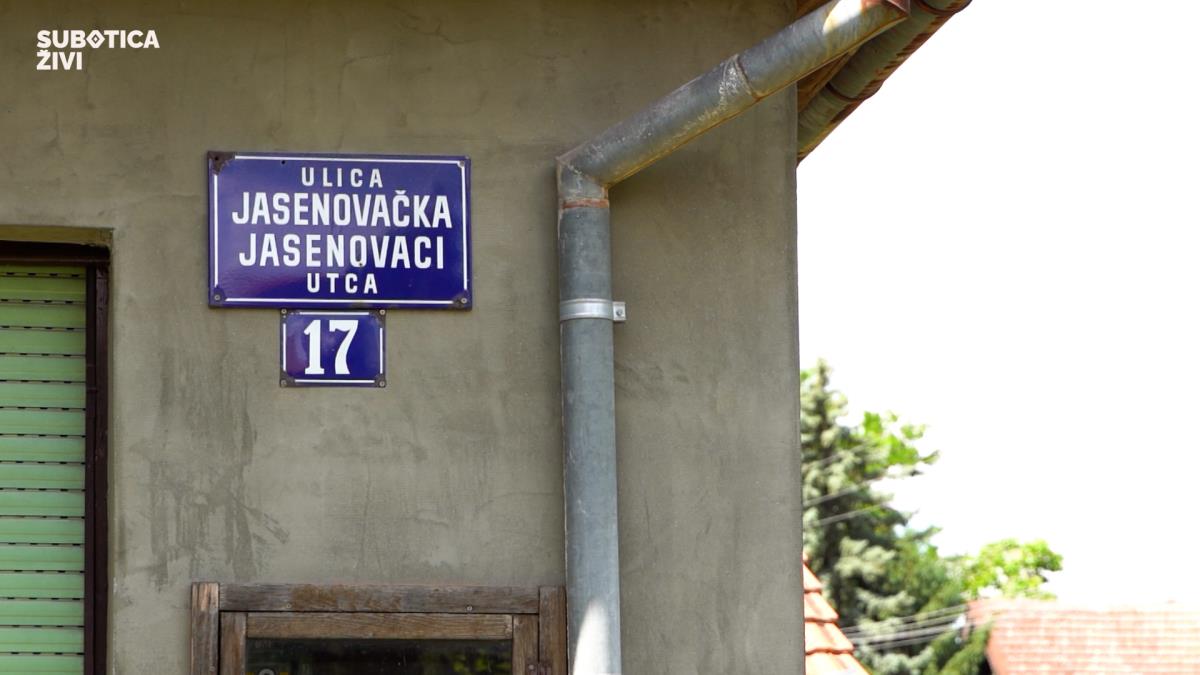 SUBOTICA
ŽIVI
ULICA
JASENOVAČKA
JASENOVACI
UTCA
17